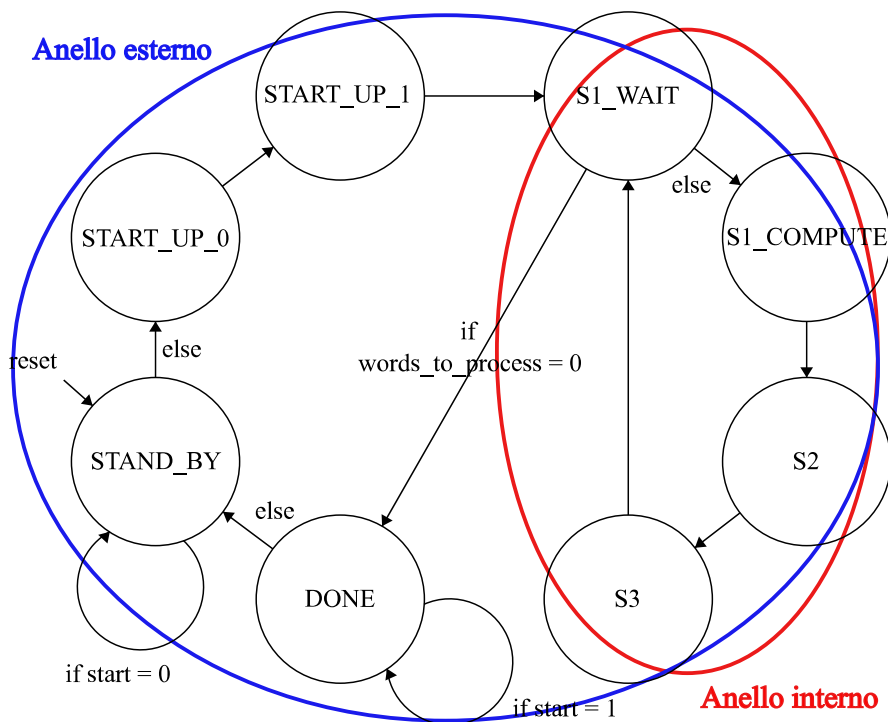 Anello esterno
START_UP_1
S1_WAIT
else
START_UP_0
S1_COMPUTE
if
words_to_process = 0
reset
else
STAND_BY
S2
else
DONE
S3
if start = 0
if start = 1
Anello interno